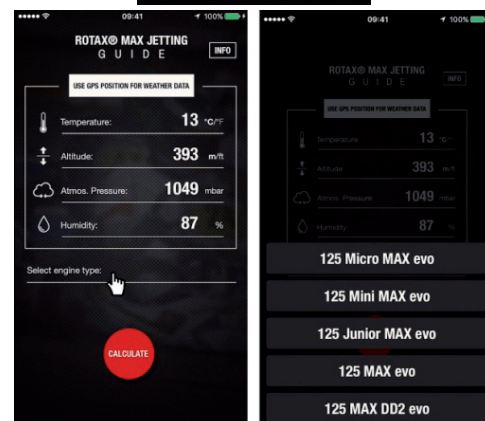 ●●●●● 09:41 100%
ROTAX® MAX JETTING
GUIDE
INFO
USE GPS POSITION FOR WEATHER DATA
Temperature: 13 °C/°F
Altitude: 393 m/ft
Atmos. Pressure: 1049 mbar
Humidity: 87 %
Select engine type:
CALCULATE
●●●●● 09:41 100%
ROTAX® MAX JETTING
GUIDE
INFO
USE GPS POSITION FOR WEATHER DATA
Temperature: 13 °C/°F
Altitude: 393 m/ft
Atmos. Pressure: 1049 mbar
Humidity: 87 %
125 Micro MAX evo
125 Mini MAX evo
125 Junior MAX evo
125 MAX evo
125 MAX DD2 evo